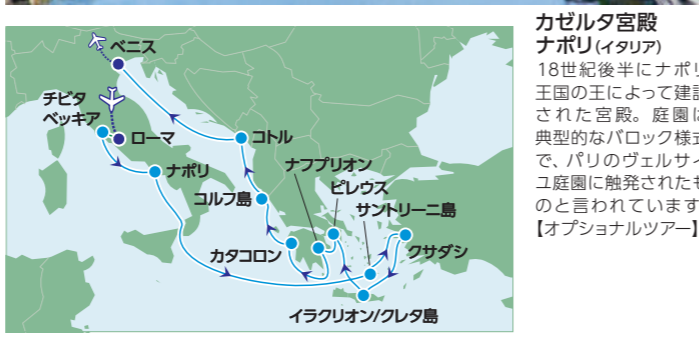 ベニス
チビタ
ベッキア
ローマ
コトル
ナポリ
ナフプリオン
ピレウス
コルフ島
サントリーニ島
カタコロン
クサダシ
イラクリオン/クレタ島
カゼルタ宮殿
ナポリ(イタリア)
18世紀後半にナポリ
王国の王によって建設
された宮殿。庭園は
典型的なバロック様式
で、パリのヴェルサイ
ユ庭園に触発されたも
のと言われています
【オプショナルツアー】